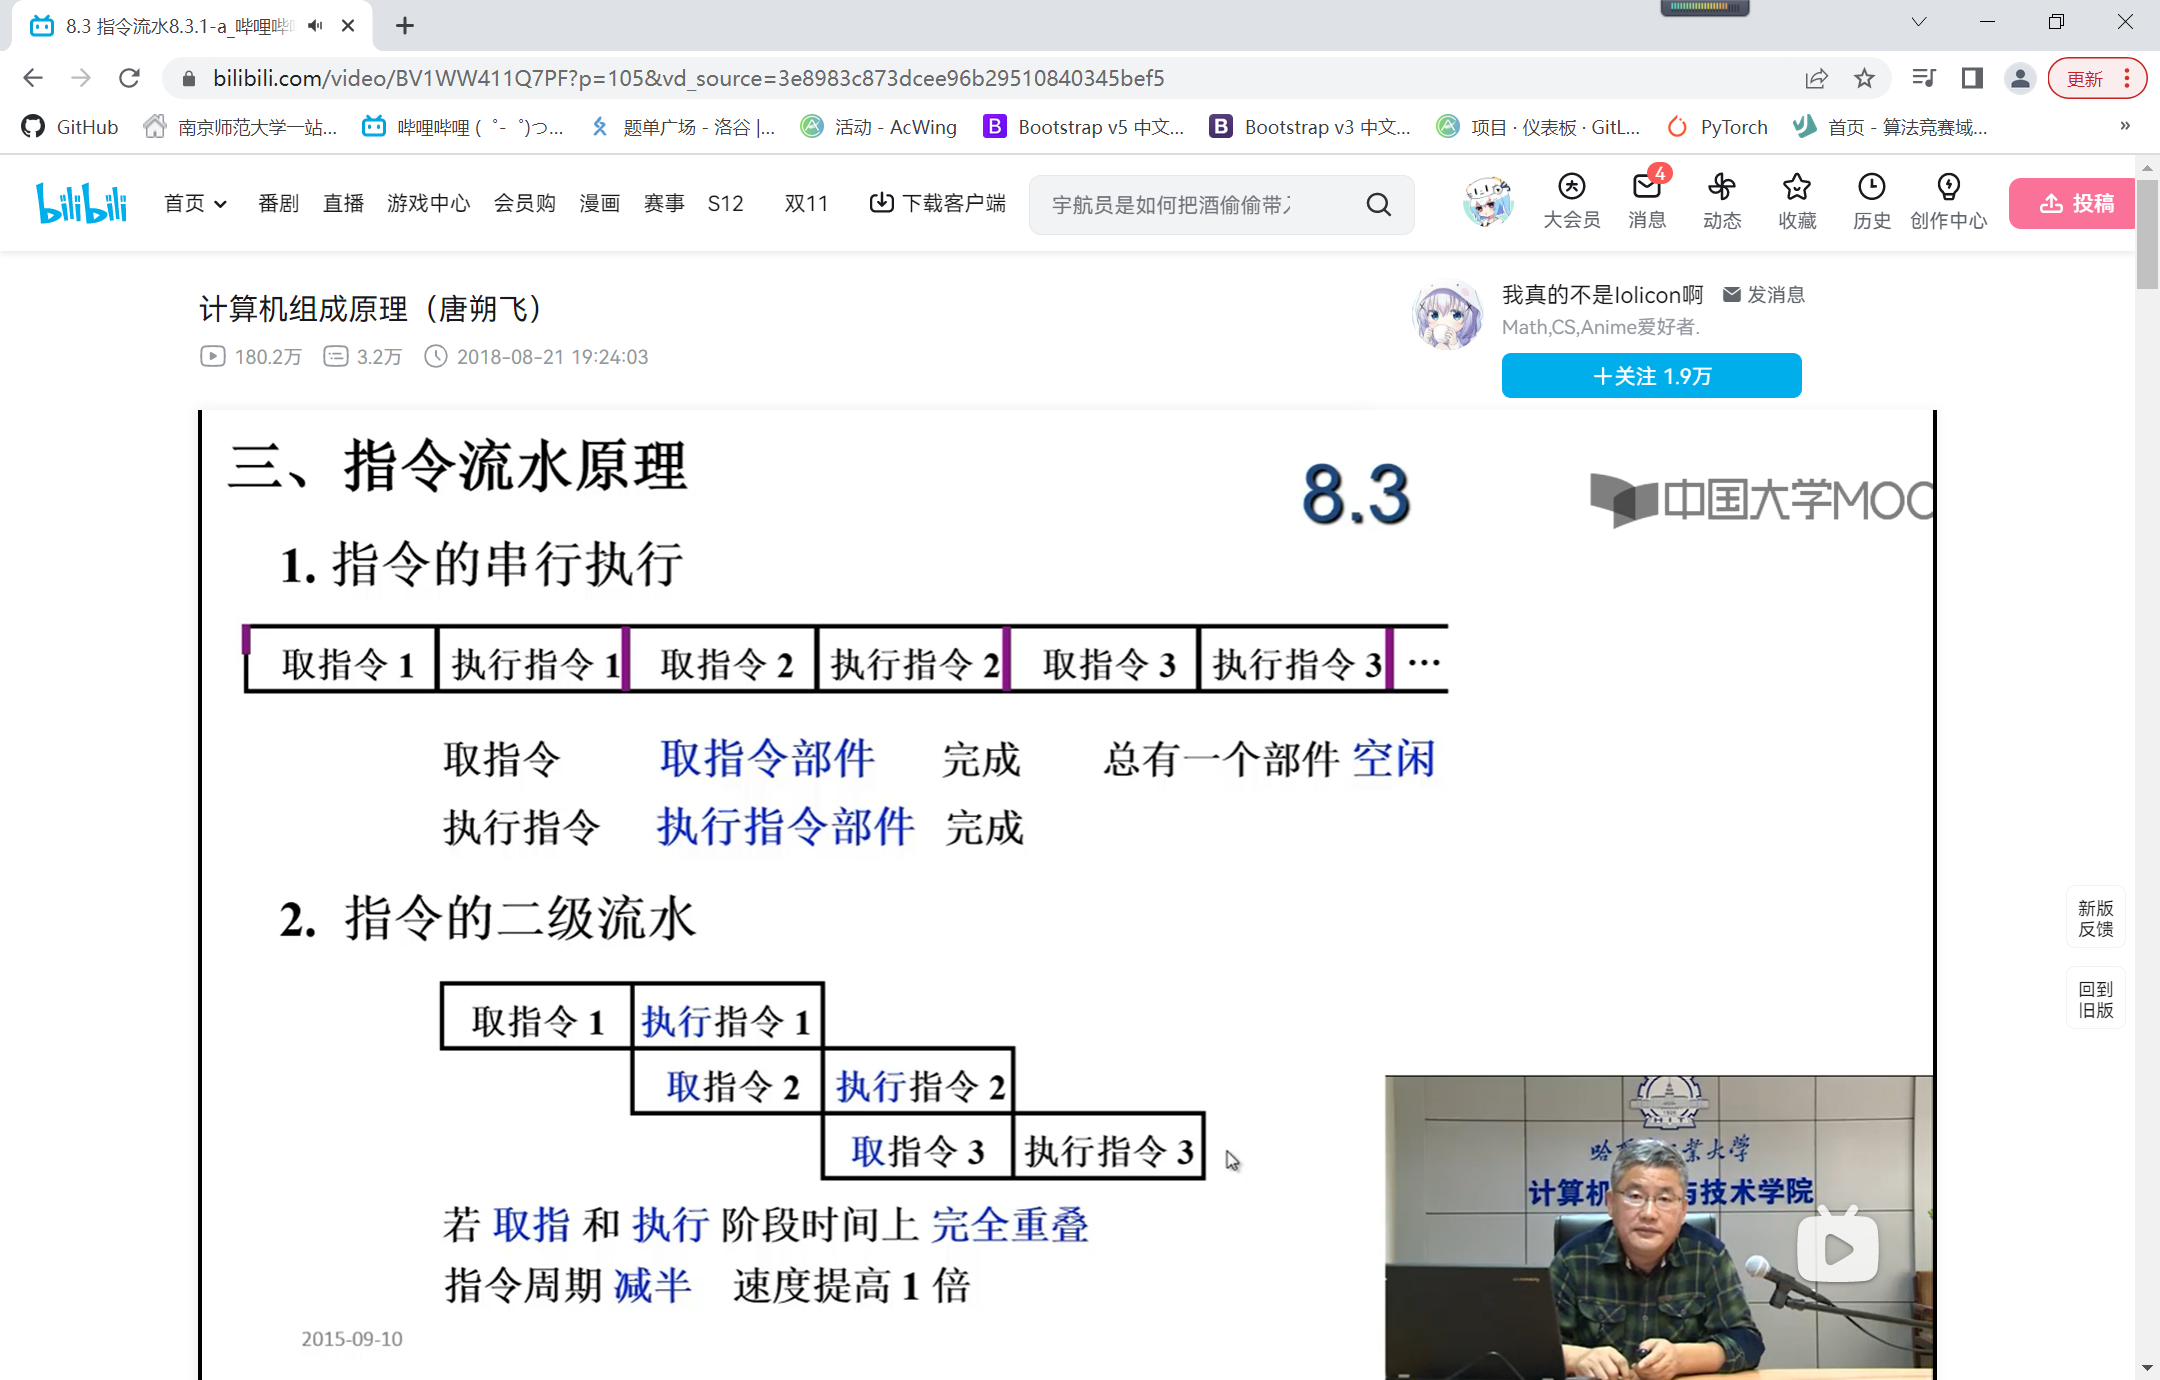 8.3 指令流水8.3.1-a_哔哩哔
bilibili.com/video/BV1WW411Q7PF?p=105&vd_source=3e8983c873dcee96b29510840345bef5
更新
GitHub 南京师范大学一站... 哔哩哔哩 ( ゜- ゜)つ... 题单广场 - 洛谷 |... 活动 - AcWing Bootstrap v5 中文... Bootstrap v3 中文... 项目 · 仪表板 · GitL... PyTorch 首页 - 算法竞赛域... »
bilibili 首页 番剧 直播 游戏中心 会员购 漫画 赛事 S12 双11 下载客户端 宇航员是如何把酒偷偷带 大会员 4 消息 动态 收藏 历史 创作中心 投稿
计算机组成原理（唐朔飞）
180.2万 3.2万 2018-08-21 19:24:03
我真的不是lolicon啊 发消息
Math,CS,Anime爱好者.
+关注 1.9万
三、指令流水原理
8.3
中国大学MOO
1. 指令的串行执行
取指令 1 执行指令 1 取指令 2 执行指令 2 取指令 3 执行指令 3 ···
取指令 取指令部件 完成 总有一个部件 空闲
执行指令 执行指令部件 完成
2. 指令的二级流水
取指令 1 执行指令 1
取指令 2 执行指令 2
取指令 3 执行指令 3
若 取指 和 执行 阶段时间上 完全重叠
指令周期 减半 速度提高 1 倍
2015-09-10
HIT
哈 业大学
计算机 与技术学院
新版
反馈
回到
旧版